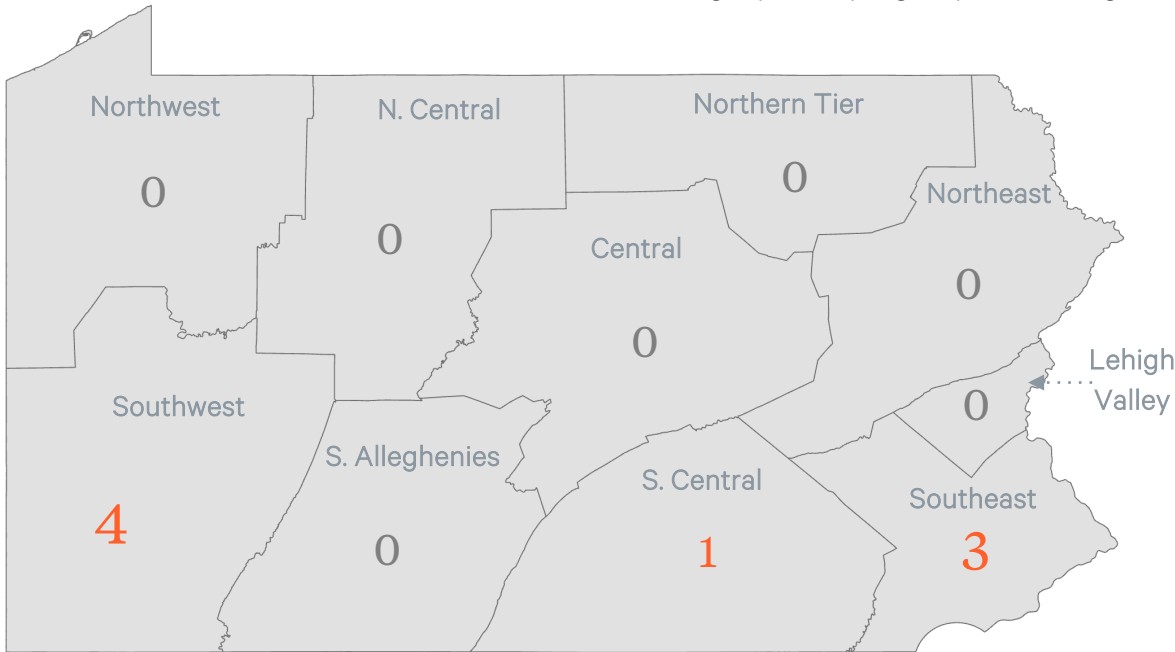 Northwest
0
N. Central
0
Northern Tier
0
Northeast
0
Central
0
Lehigh
Valley
0
Southwest
4
S. Alleghenies
0
S. Central
1
Southeast
3